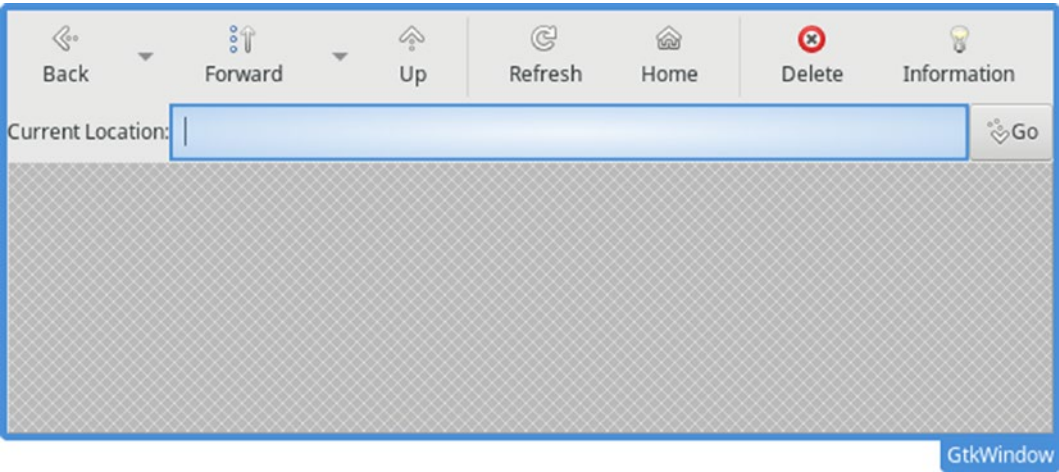 Back Forward Up Refresh Home Delete Information
Current Location: Go
GtkWindow